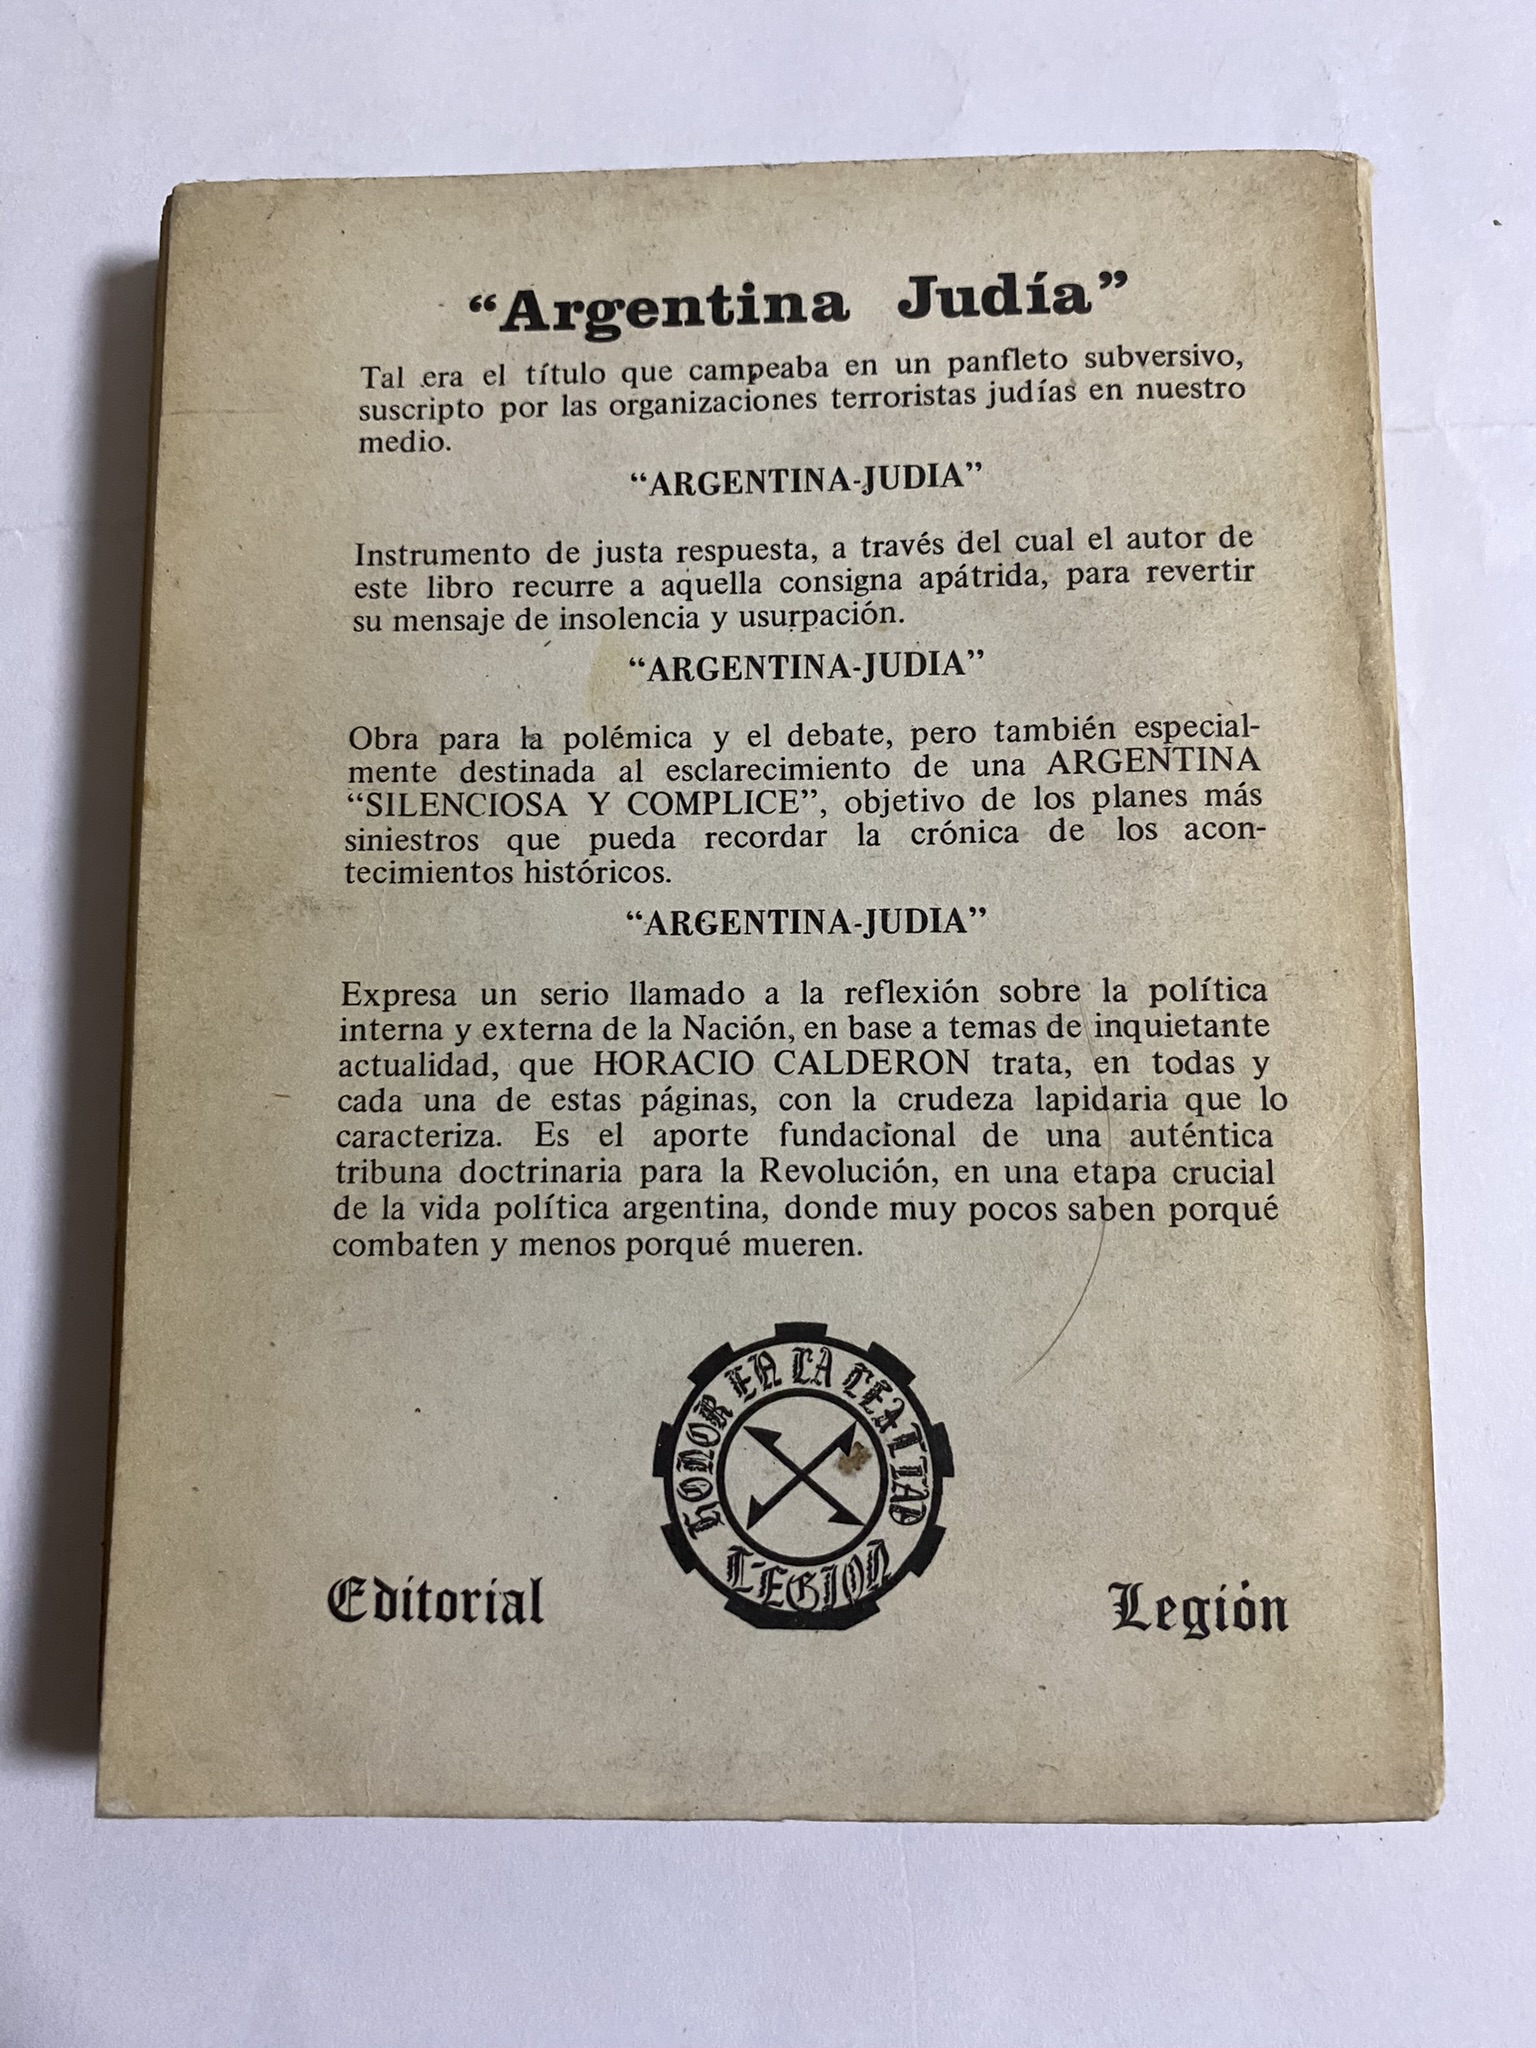 “Argentina Judía”
Tal era el título que campeaba en un panfleto subversivo,
suscripto por las organizaciones terroristas judías en nuestro
medio.
“ARGENTINA-JUDIA”
Instrumento de justa respuesta, a través del cual el autor de
este libro recurre a aquella consigna apátrida, para revertir
su mensaje de insolencia y usurpación.
“ARGENTINA-JUDIA”
Obra para la polémica y el debate, pero también especial-
mente destinada al esclarecimiento de una ARGENTINA
“SILENCIOSA Y COMPLICE”, objetivo de los planes más
siniestros que pueda recordar la crónica de los acon-
tecimientos históricos.
“ARGENTINA-JUDIA”
Expresa un serio llamado a la reflexión sobre la política
interna y externa de la Nación, en base a temas de inquietante
actualidad, que HORACIO CALDERON trata, en todas y
cada una de estas páginas, con la crudeza lapidaria que lo
caracteriza. Es el aporte fundacional de una auténtica
tribuna doctrinaria para la Revolución, en una etapa crucial
de la vida política argentina, donde muy pocos saben porqué
combaten y menos porqué mueren.
HONOR EN LA LEALTAD
LEGION
Editorial Legión